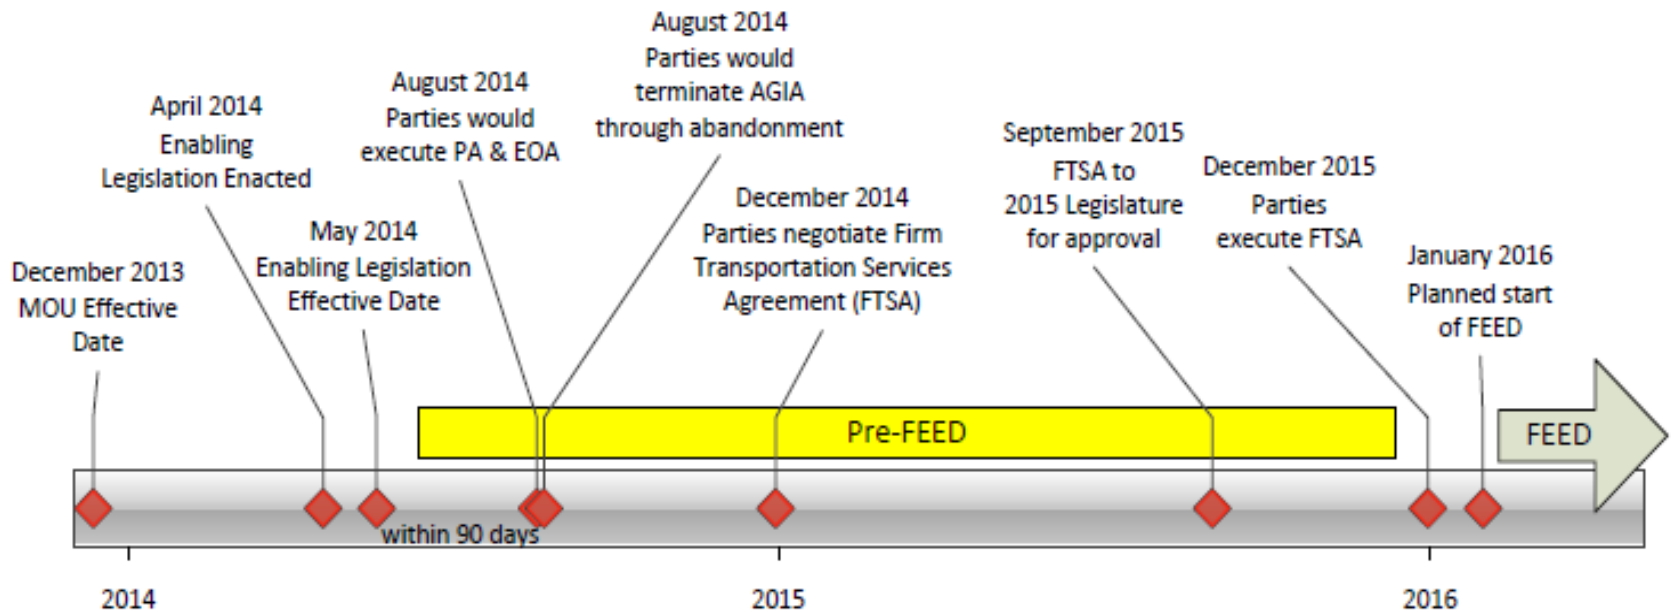 December 2013
MOU Effective
Date
April 2014
Enabling
Legislation Enacted
May 2014
Enabling Legislation
Effective Date
August 2014
Parties would
execute PA & EOA
August 2014
Parties would
terminate AGIA
through abandonment
December 2014
Parties negotiate Firm
Transportation Services
Agreement (FTSA)
September 2015
FTSA to
2015 Legislature
for approval
December 2015
Parties
execute FTSA
January 2016
Planned start
of FEED
Pre-FEED
FEED
within 90 days
2014
2015
2016